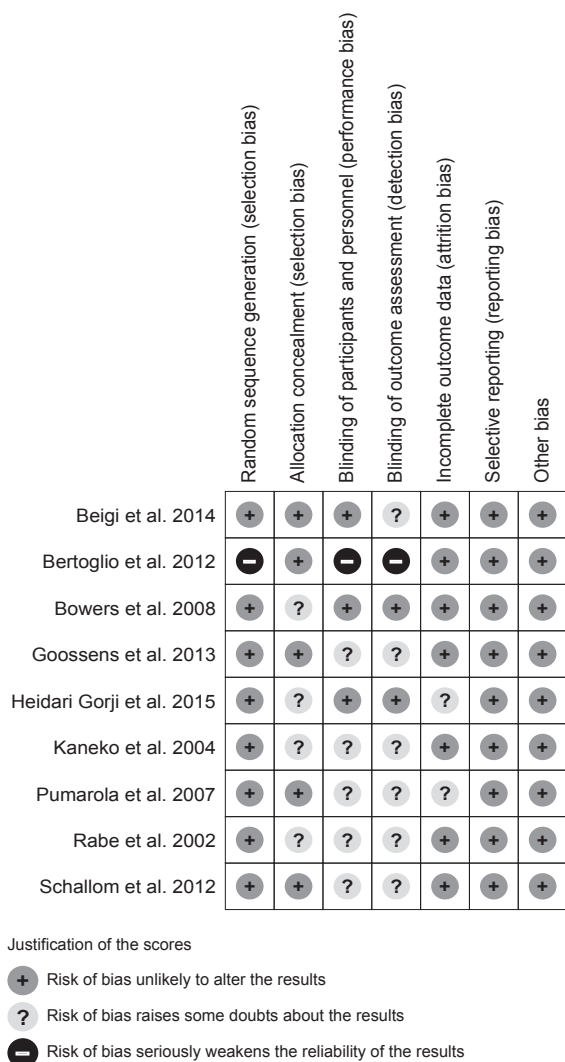 Random sequence generation (selection bias)
Allocation concealment (selection bias)
Blinding of participants and personnel (performance bias)
Blinding of outcome assessment (detection bias)
Incomplete outcome data (attrition bias)
Selective reporting (reporting bias)
Other bias
Beigi et al. 2014 + + + ? + + +
Bertoglio et al. 2012 − + − − + + +
Bowers et al. 2008 + ? + + + + +
Goossens et al. 2013 + + ? ? + + +
Heidari Gorji et al. 2015 + ? + + ? + +
Kaneko et al. 2004 + ? ? ? + + +
Pumarola et al. 2007 + + ? ? ? + +
Rabe et al. 2002 + ? ? ? + + +
Schallom et al. 2012 + + ? ? + + +
Justification of the scores
+ Risk of bias unlikely to alter the results
? Risk of bias raises some doubts about the results
− Risk of bias seriously weakens the reliability of the results